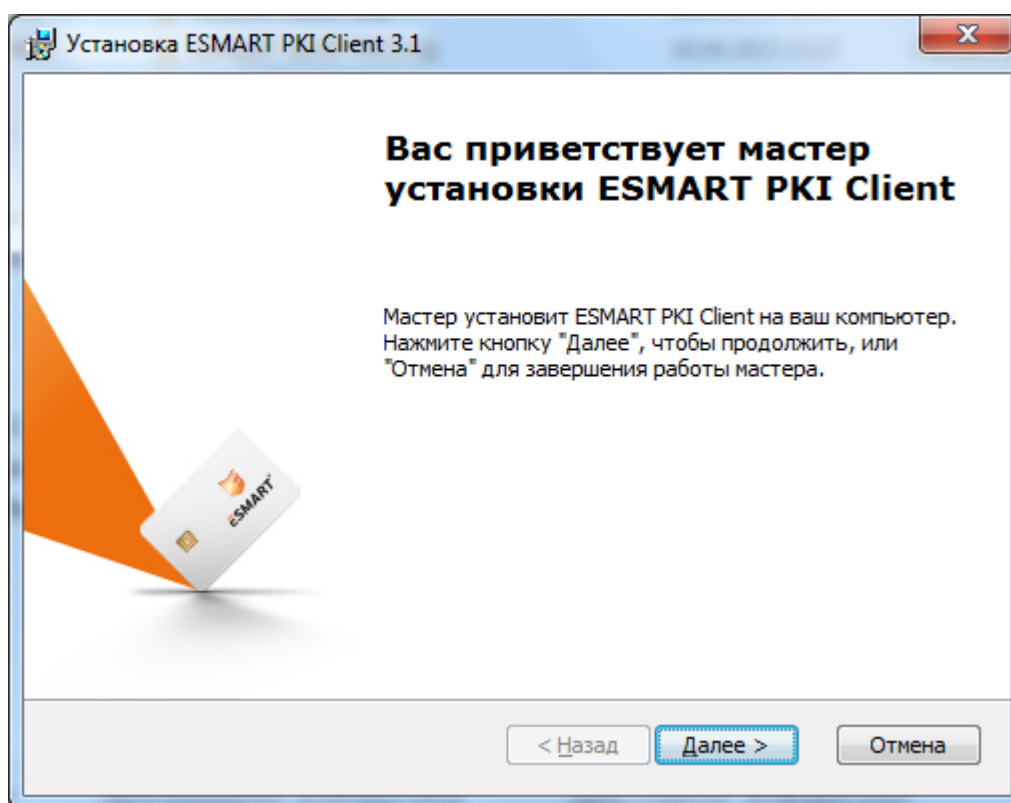 Установка ESMART PKI Client 3.1
Вас приветствует мастер
установки ESMART PKI Client
Мастер установит ESMART PKI Client на ваш компьютер.
Нажмите кнопку "Далее", чтобы продолжить, или
"Отмена" для завершения работы мастера.
ESMART
< Назад
Далее >
Отмена